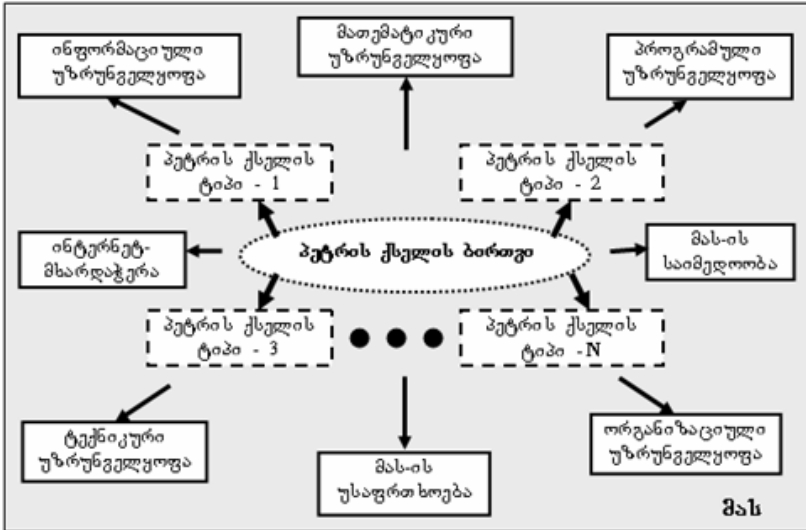 ინფორმაციული
უზრუნველყოფა
მათემატიკური
უზრუნველყოფა
პროგრამული
უზრუნველყოფა
პეტრის ქსელის
ტიპი - 1
პეტრის ქსელის
ტიპი - 2
ინტერნეტ-
მხარდაჭერა
პეტრის ქსელის ბირთვი
მას-ის
საიმედოობა
პეტრის ქსელის
ტიპი - 3
პეტრის ქსელის
ტიპი -N
ტექნიკური
უზრუნველყოფა
მას-ის
უსაფრთხოება
ორგანიზაციული
უზრუნველყოფა
მას